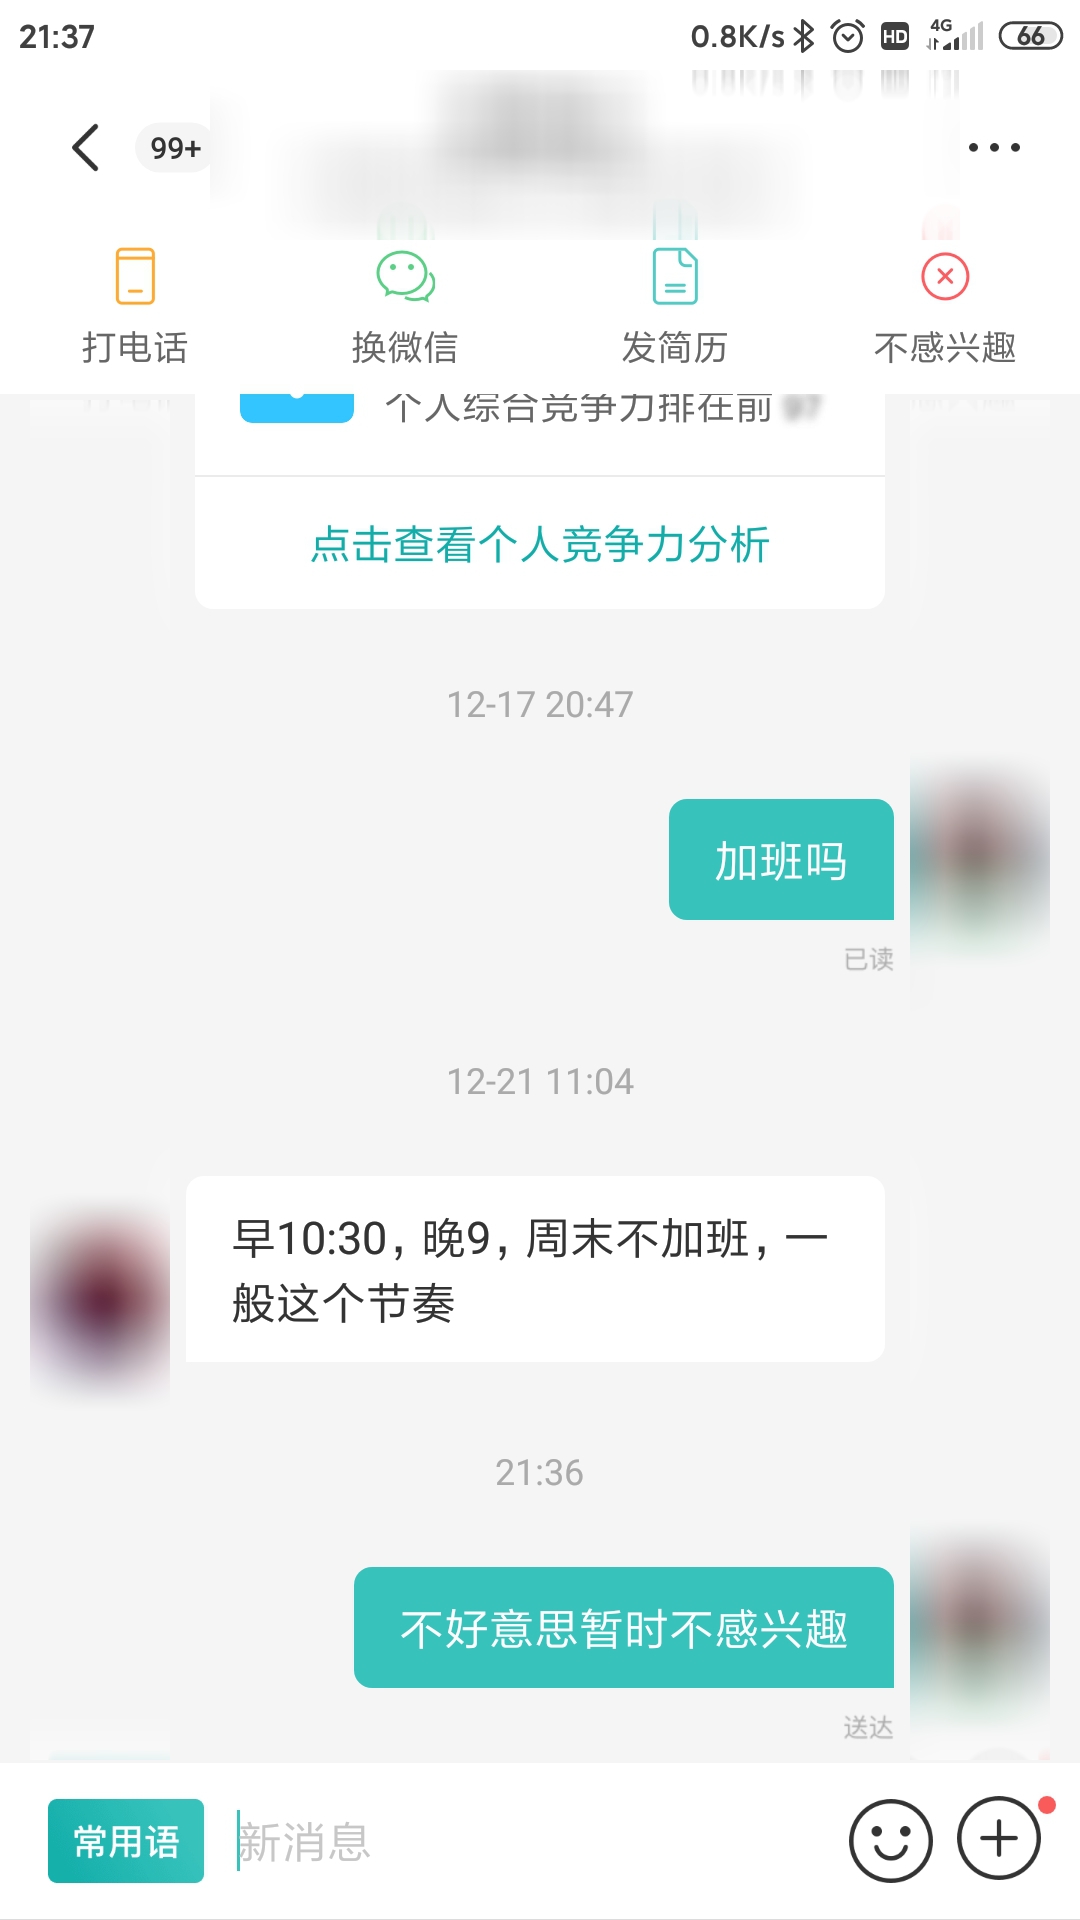 21:37
0.8K/s HD 4G 66
99+
打电话 换微信 发简历 不感兴趣
个人综合竞争力排在前
点击查看个人竞争力分析
12-17 20:47
加班吗
已读
12-21 11:04
早10:30，晚9，周末不加班，一
般这个节奏
21:36
不好意思暂时不感兴趣
送达
常用语 新消息